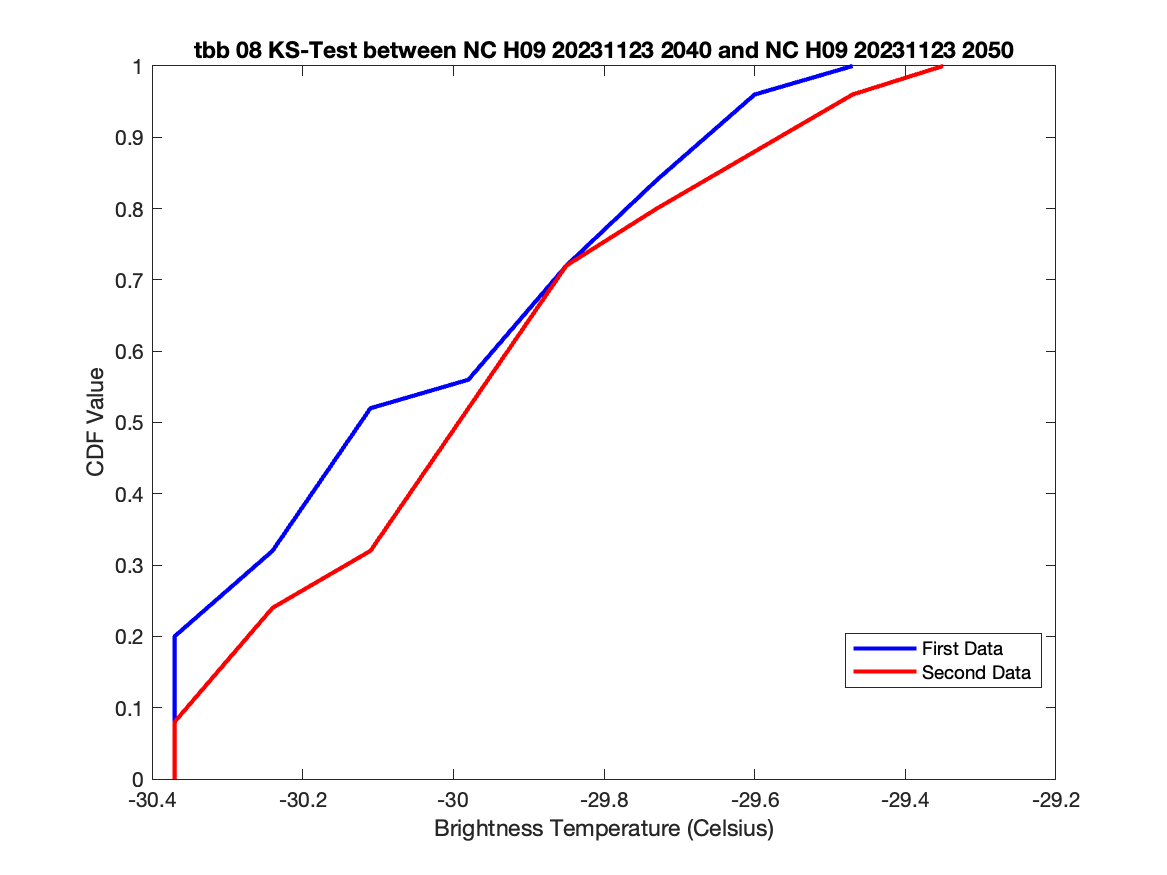 tbb 08 KS-Test between NC H09 20231123 2040 and NC H09 20231123 2050
1
0.9
0.8
0.7
0.6
0.5
0.4
0.3
0.2
0.1
0
CDF Value
First Data
Second Data
-30.4 -30.2 -30 -29.8 -29.6 -29.4 -29.2
Brightness Temperature (Celsius)